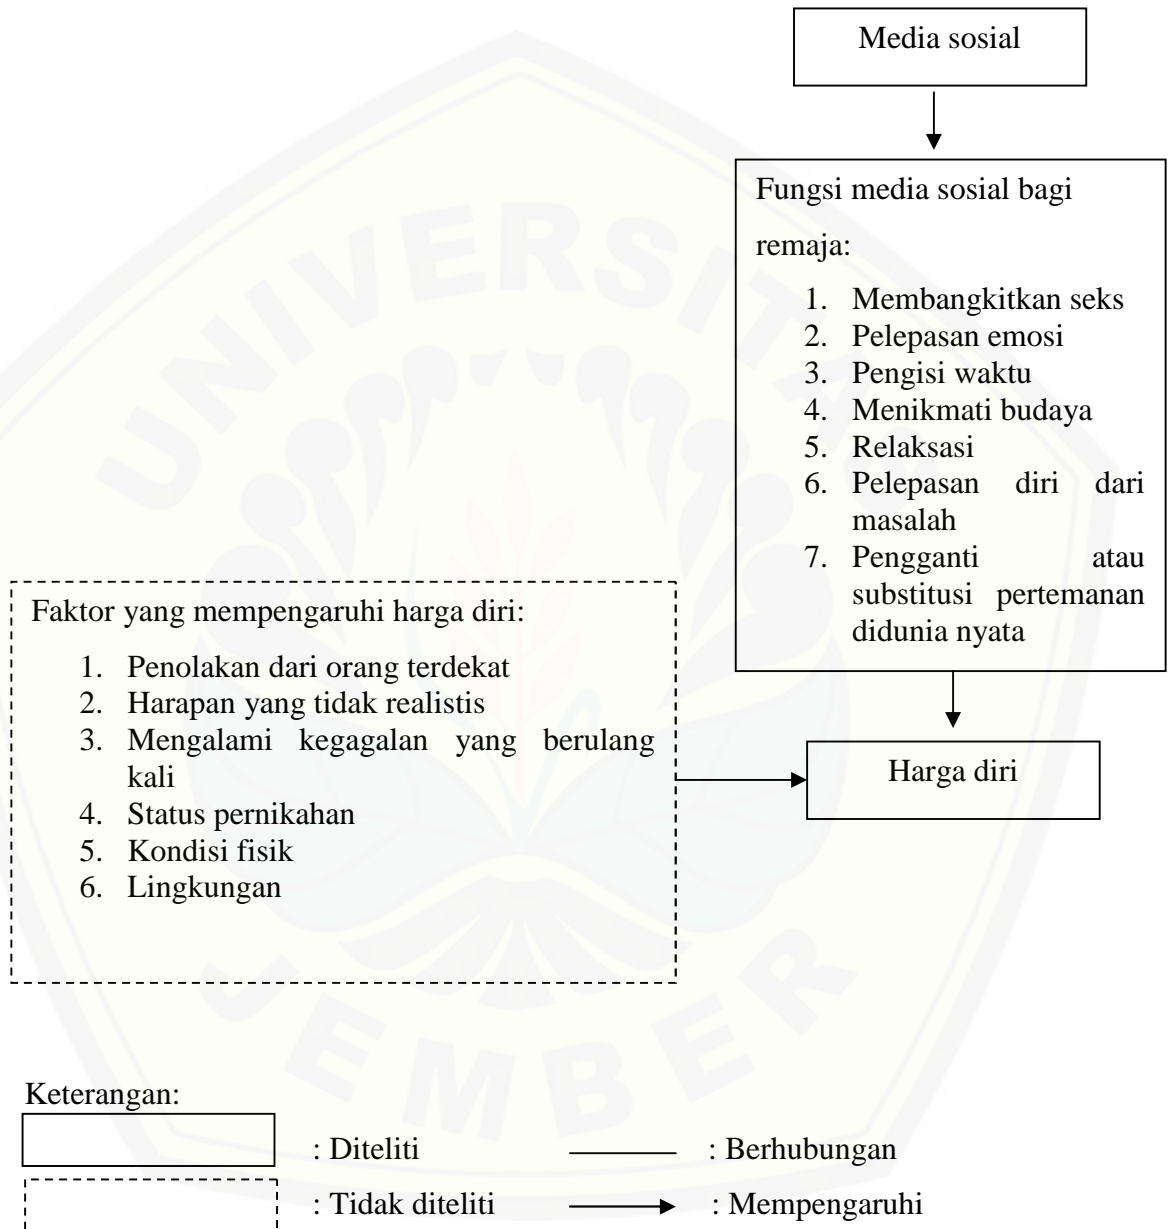 Media sosial
Fungsi media sosial bagi
remaja:
1. Membangkitkan seks
2. Pelepasan emosi
3. Pengisi waktu
4. Menikmati budaya
5. Relaksasi
6. Pelepasan diri dari
masalah
7. Pengganti atau
substitusi pertemanan
didunia nyata
Faktor yang mempengaruhi harga diri:
1. Penolakan dari orang terdekat
2. Harapan yang tidak realistis
3. Mengalami kegagalan yang berulang
kali
4. Status pernikahan
5. Kondisi fisik
6. Lingkungan
Harga diri
Keterangan:
: Diteliti : Berhubungan
: Tidak diteliti : Mempengaruhi
UNIVERSITAS
JEMBER